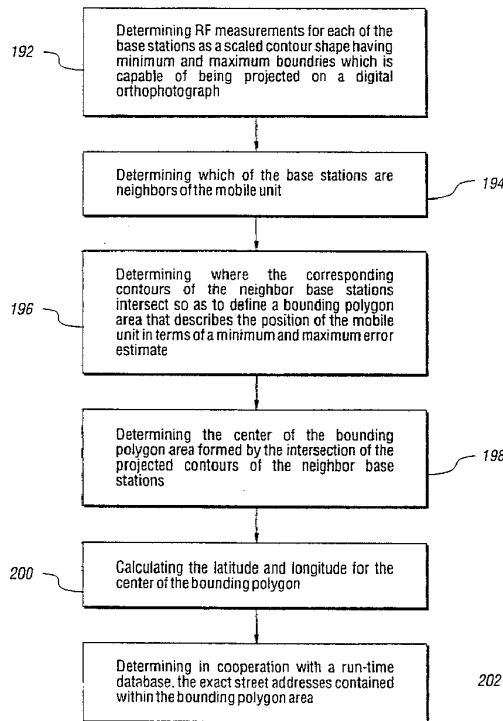 192
Determining RF measurements for each of the
base stations as a scaled contour shape having
minimum and maximum boundries which is
capable of being projected on a digital
orthophotograph
Determining which of the base stations are
neighbors of the mobile unit
194
196
Determining where the corresponding
contours of the neighbor base stations
intersect so as to define a bounding polygon
area that describes the position of the mobile
unit in terms of a minimum and maximum error
estimate
Determining the center of the bounding
polygon area formed by the intersection of the
projected contours of the neighbor base
stations
198
200
Calculating the latitude and longitude for the
center of the bounding polygon
Determining in cooperation with a run-time
database, the exact street addresses contained
within the bounding polygon area
202